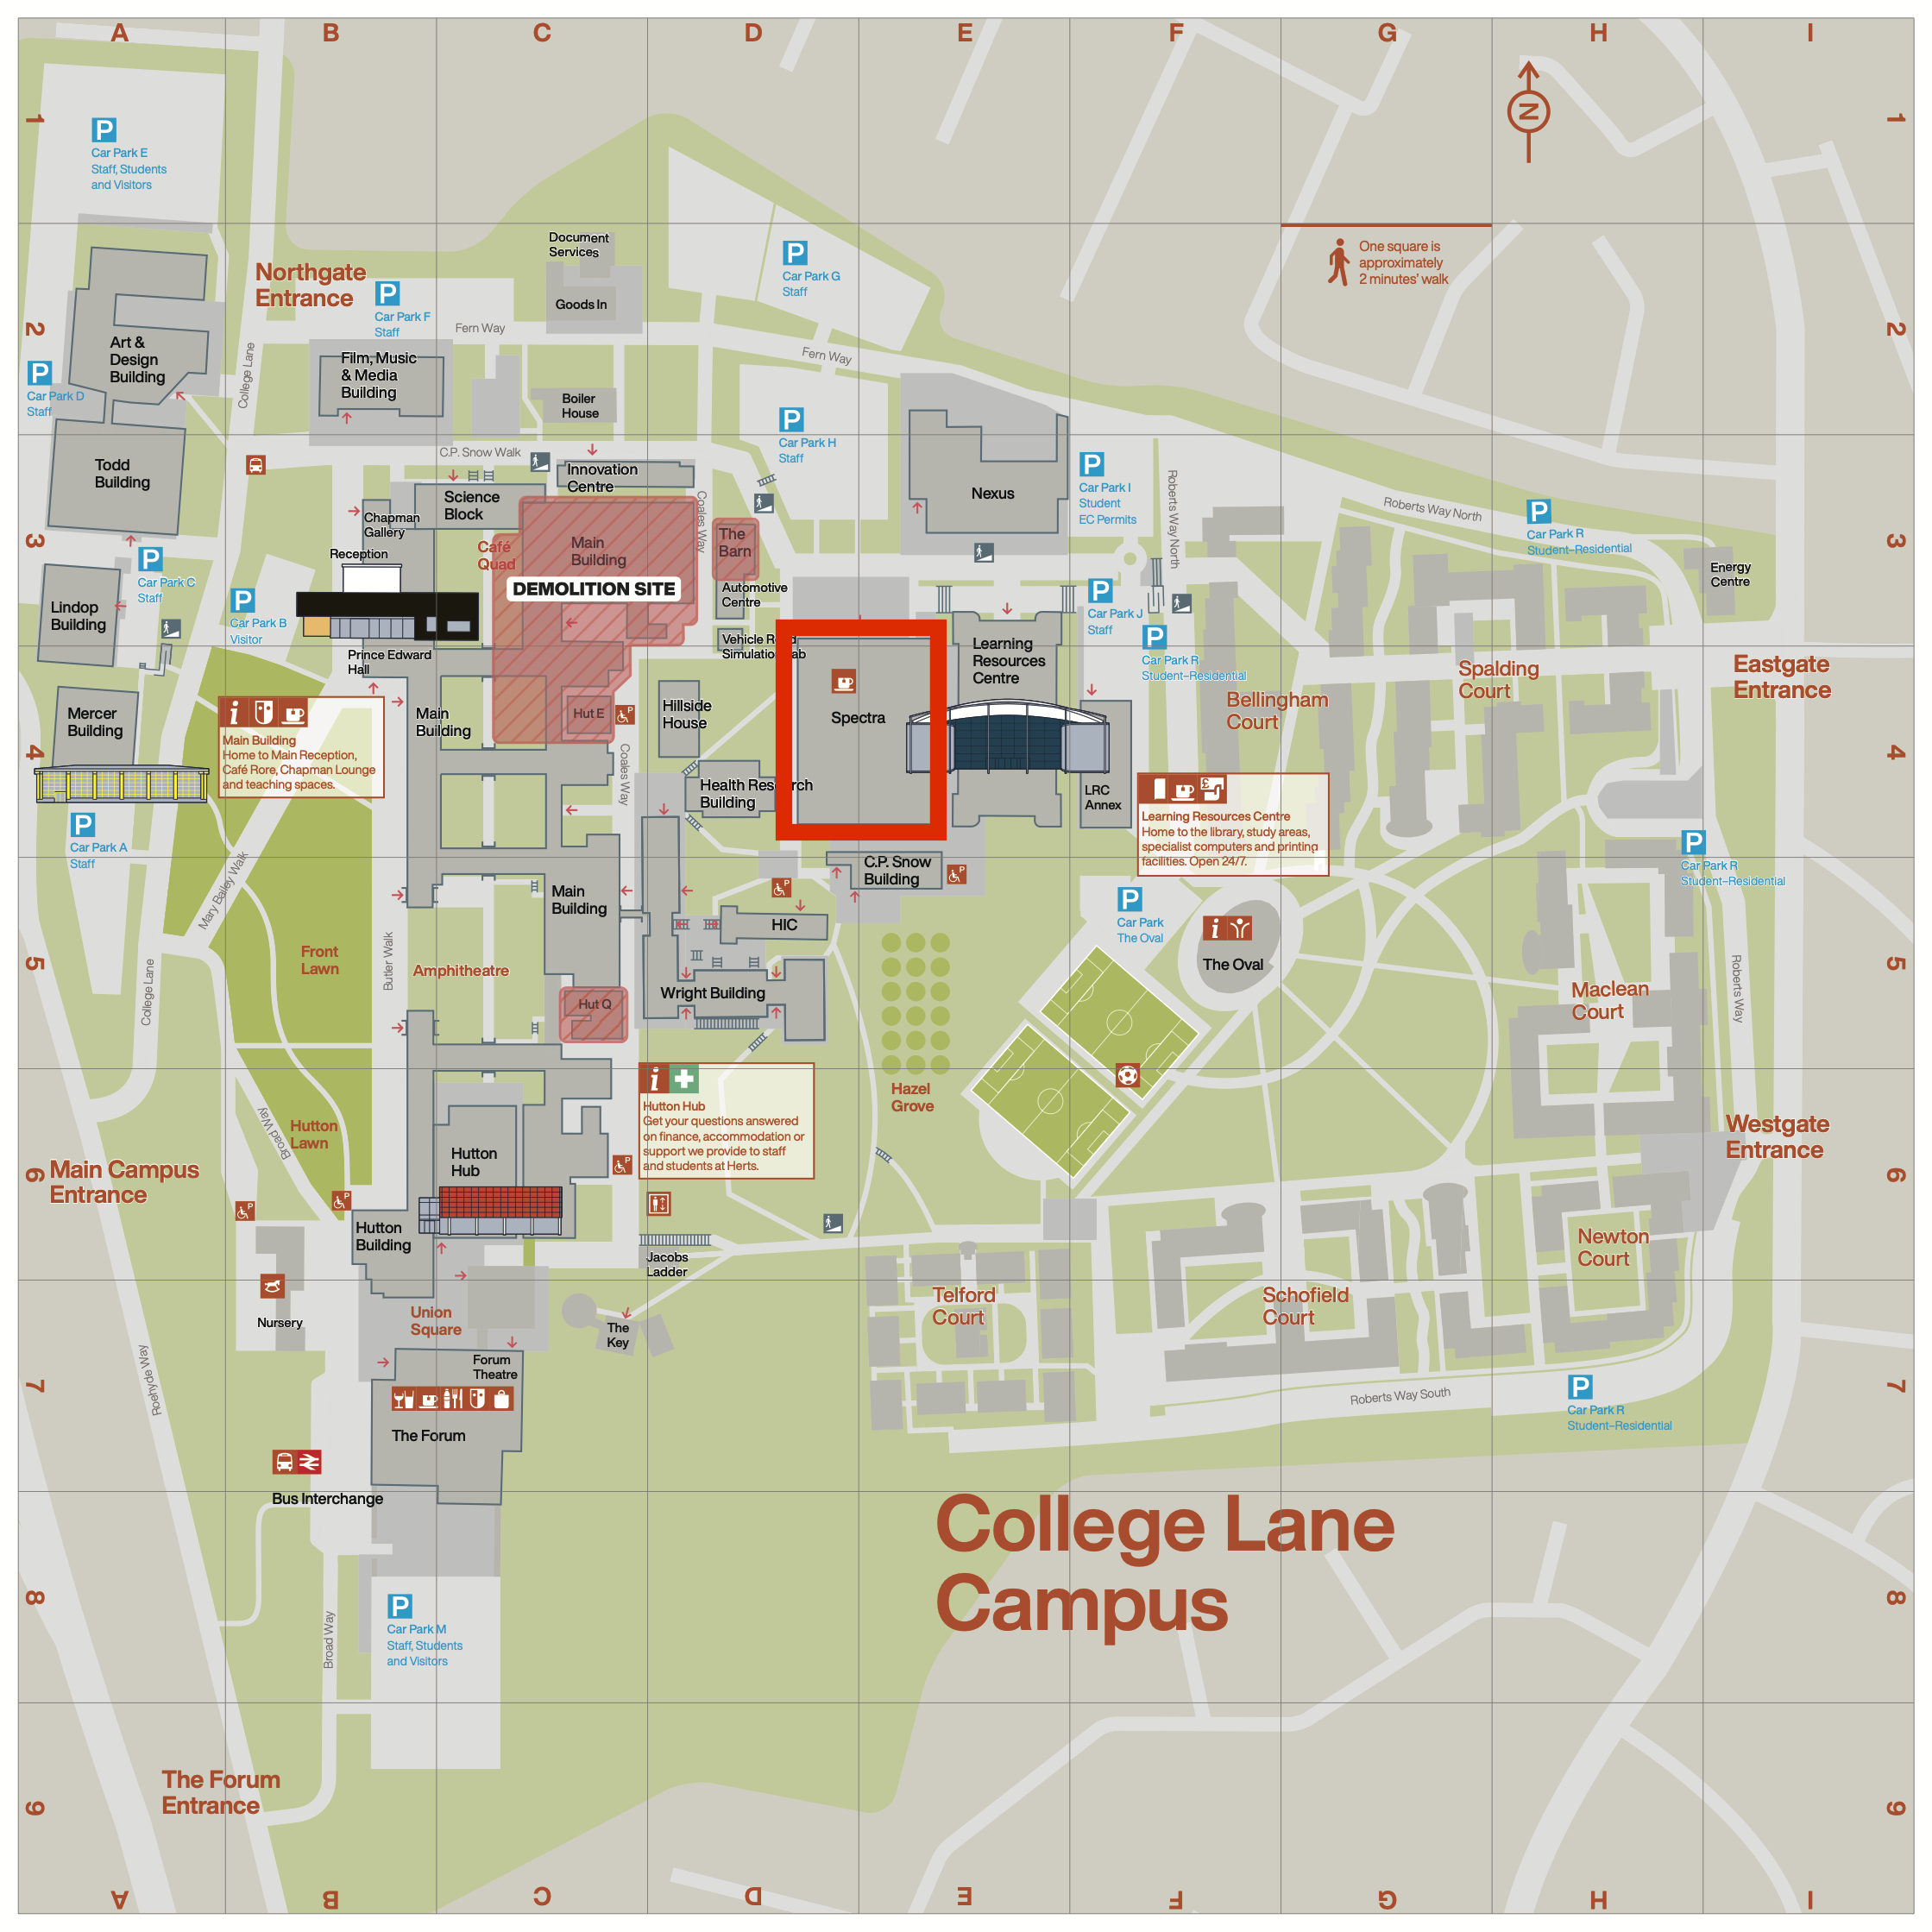 A B C D E F G H I
1
1
P
Car Park E
Staff, Students
and Visitors
N
One square is
approximately
2 minutes' walk
Document
Services
Goods In
P
Car Park G
Staff
Northgate
Entrance
P
Car Park F
Staff
Fern Way
Fern Way
2
2
Art &
Design
Building
College Lane
Film, Music
& Media
Building
Boiler
House
P
Car Park D
Staff
P
Car Park H
Staff
C.P. Snow Walk
Todd
Building
Innovation
Centre
Science
Block
Chapman
Gallery
Reception
Café
Quad
Main
Building
DEMOLITION SITE
Coales Way
The
Barn
Automotive
Centre
Nexus
P
Car Park I
Student
EC Permits
Roberts Way North
Roberts Way North
P
Car Park R
Student–Residential
Energy
Centre
3
3
P
Car Park C
Staff
Lindop
Building
P
Car Park B
Visitor
P
Car Park J
Staff
P
Car Park R
Student–Residential
Vehicle R
Simulation ab
Learning
Resources
Centre
Prince Edward
Hall
Spalding
Court
Eastgate
Entrance
Bellingham
Court
Mercer
Building
Main
Building
Hut E
P
Hillside
House
Spectra
Main Building
Home to Main Reception,
Café Rore, Chapman Lounge
and teaching spaces.
4
4
Coales Way
Health Research
Building
LRC
Annex
£
Learning Resources Centre
Home to the library, study areas,
specialist computers and printing
facilities. Open 24/7.
P
Car Park A
Staff
P
Car Park R
Student–Residential
Mary Bailey Walk
C.P. Snow
Building
P
P
Main
Building
HIC
P
Car Park
The Oval
The Oval
5
5
Front
Lawn
Butler Walk
Amphitheatre
College Lane
Wright Building
Hut Q
Maclean
Court
Roberts Way
Hazel
Grove
Hutton Hub
Get your questions answered
on finance, accommodation or
support we provide to staff
and students at Herts.
Hutton
Lawn
Broad Way
Hutton
Hub
P
Westgate
Entrance
6
6
Main Campus
Entrance
P
P
Hutton
Building
Jacobs
Ladder
Newton
Court
Telford
Court
Schofield
Court
Union
Square
Nursery
The
Key
Forum
Theatre
7
7
Roehyde Way
The Forum
Roberts Way South
P
Car Park R
Student–Residential
Bus Interchange
College Lane
Campus
8
8
P
Car Park M
Staff, Students
and Visitors
Broad Way
The Forum
Entrance
9
9
A B C D E F G H I